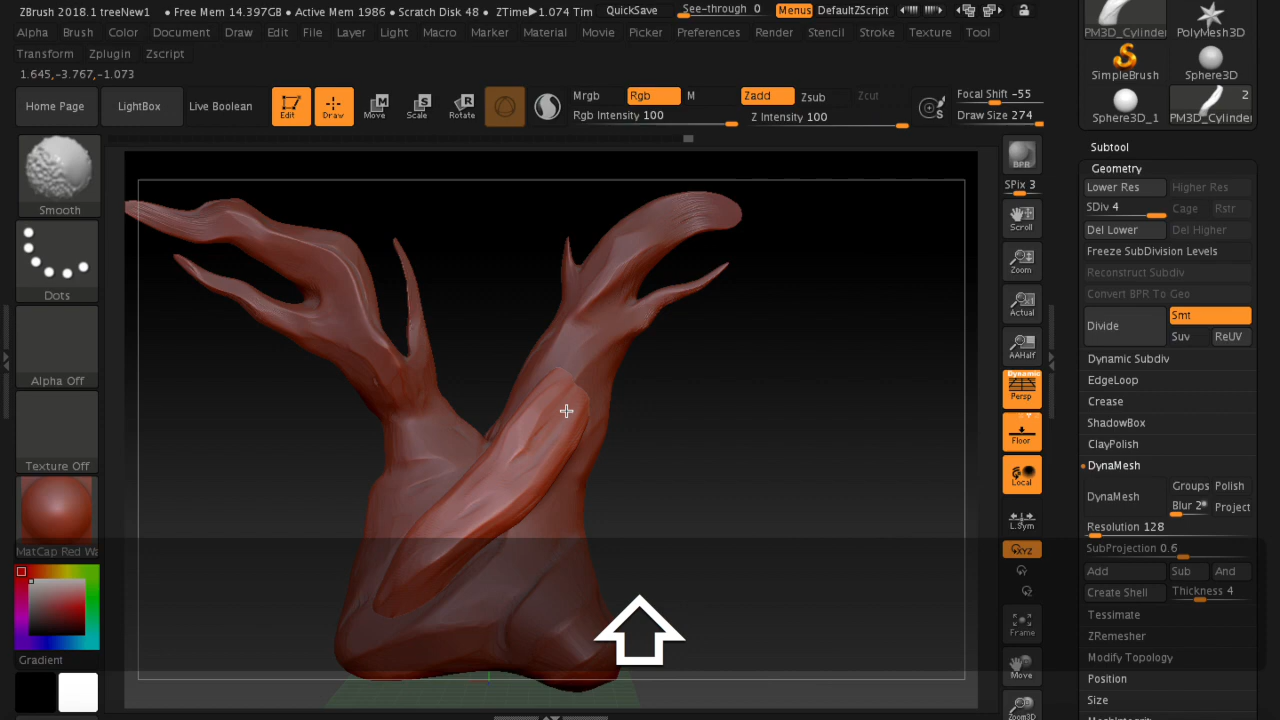 ZBrush 2018.1 treeNew1 • Free Mem 14.397GB • Active Mem 1986 • Scratch Disk 48 • ZTime▶1.074 Tim QuickSave See-through 0 Menus DefaultZScript
Alpha Brush Color Document Draw Edit File Layer Light Macro Marker Material Movie Picker Preferences Render Stencil Stroke Texture Tool
Transform Zplugin Zscript
1.645,-3.767,-1.073
Home Page LightBox Live Boolean Edit Draw Move Scale Rotate
Mrgb Rgb M Zadd Zsub Zcut Focal Shift -55
Rgb Intensity 100 Z Intensity 100 Draw Size 274
Smooth
Dots
Alpha Off
Texture Off
MatCap Red Wa
Gradient
BPR
SPix 3
Scroll
Zoom
Actual
AAHalf
Dynamic
Persp
Floor
Local
L.Sym
XYZ
Y
Z
Frame
Move
Zoom3D
PM3D_Cylinder PolyMesh3D
SimpleBrush Sphere3D
2
Sphere3D_1 PM3D_Cylinder
Subtool
Geometry
Lower Res Higher Res
SDiv 4 Cage Rstr
Del Lower Del Higher
Freeze SubDivision Levels
Reconstruct Subdiv
Convert BPR To Geo
Divide Smt
Suv ReUV
Dynamic Subdiv
EdgeLoop
Crease
ShadowBox
ClayPolish
DynaMesh
DynaMesh Groups Polish
Blur 2 Project
Resolution 128
SubProjection 0.6
Add Sub And
Create Shell Thickness 4
Tessimate
ZRemesher
Modify Topology
Position
Size